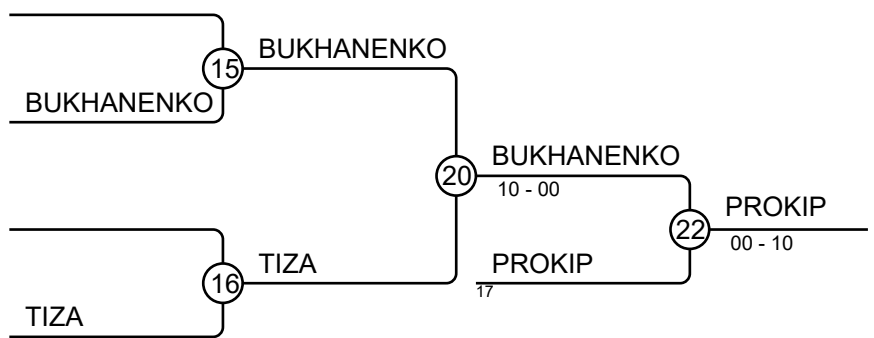 BUKHANENKO
15
BUKHANENKO
BUKHANENKO
20
10 - 00
PROKIP
22
00 - 10
TIZA
PROKIP
16
17
TIZA